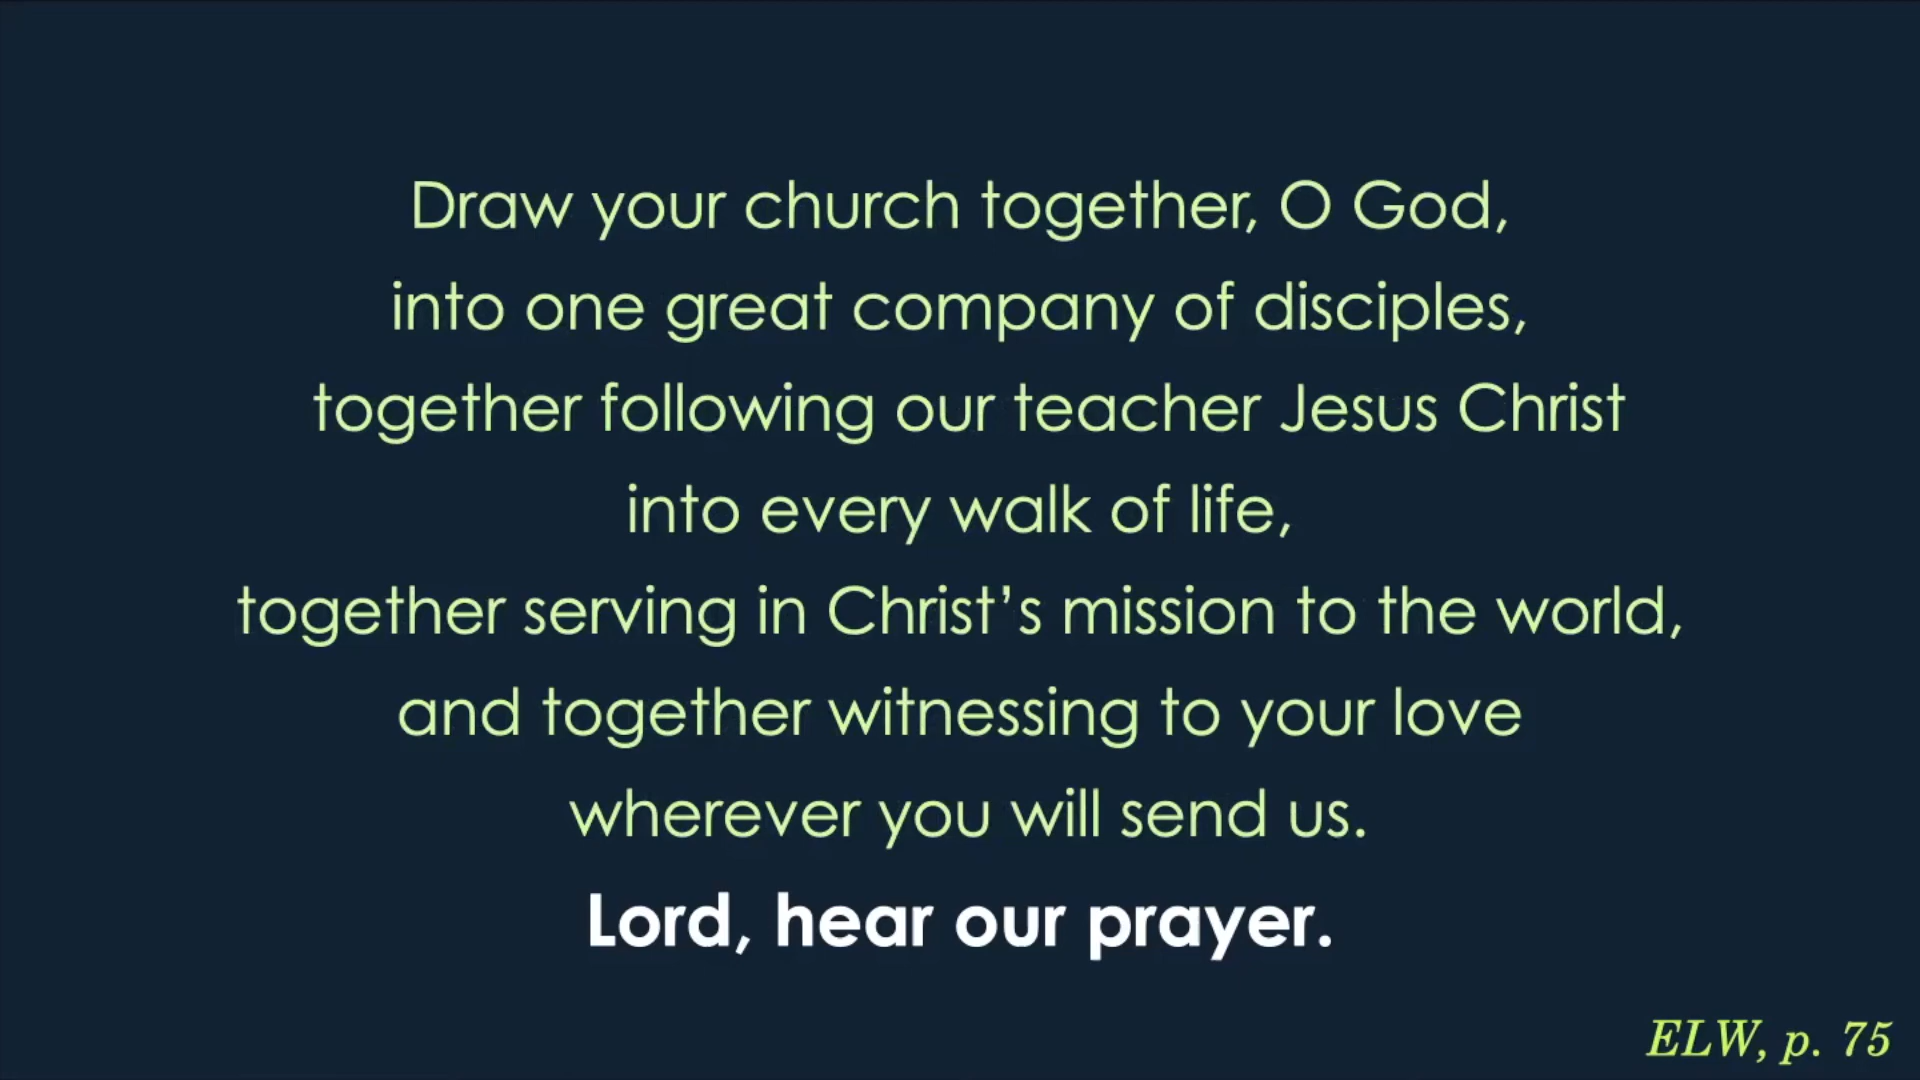 Draw your church together, O God,
into one great company of disciples,
together following our teacher Jesus Christ
into every walk of life,
together serving in Christ’s mission to the world,
and together witnessing to your love
wherever you will send us.
Lord, hear our prayer.
ELW, p. 75